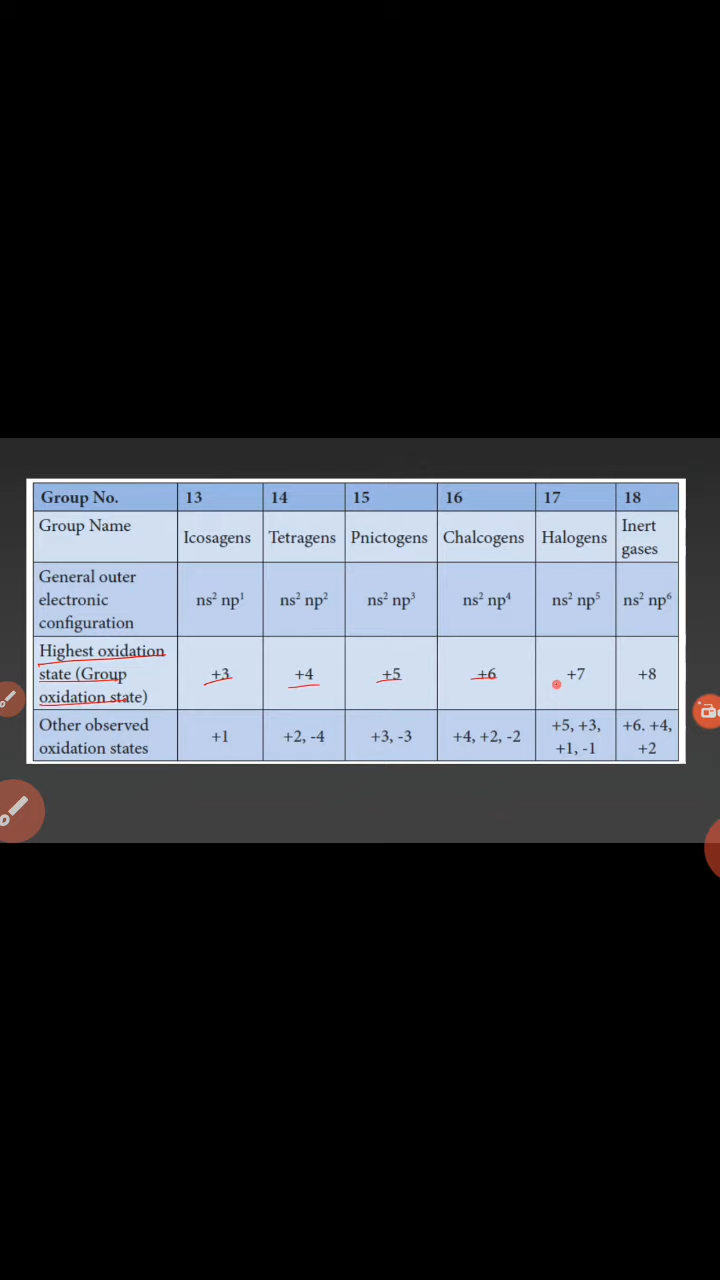 Group No. 13 14 15 16 17 18
Group Name Icosagens Tetragens Pnictogens Chalcogens Halogens Inert gases
General outer electronic configuration ns² np¹ ns² np² ns² np³ ns² np⁴ ns² np⁵ ns² np⁶
Highest oxidation state (Group oxidation state) +3 +4 +5 +6 +7 +8
Other observed oxidation states +1 +2, -4 +3, -3 +4, +2, -2 +5, +3, +1, -1 +6. +4, +2